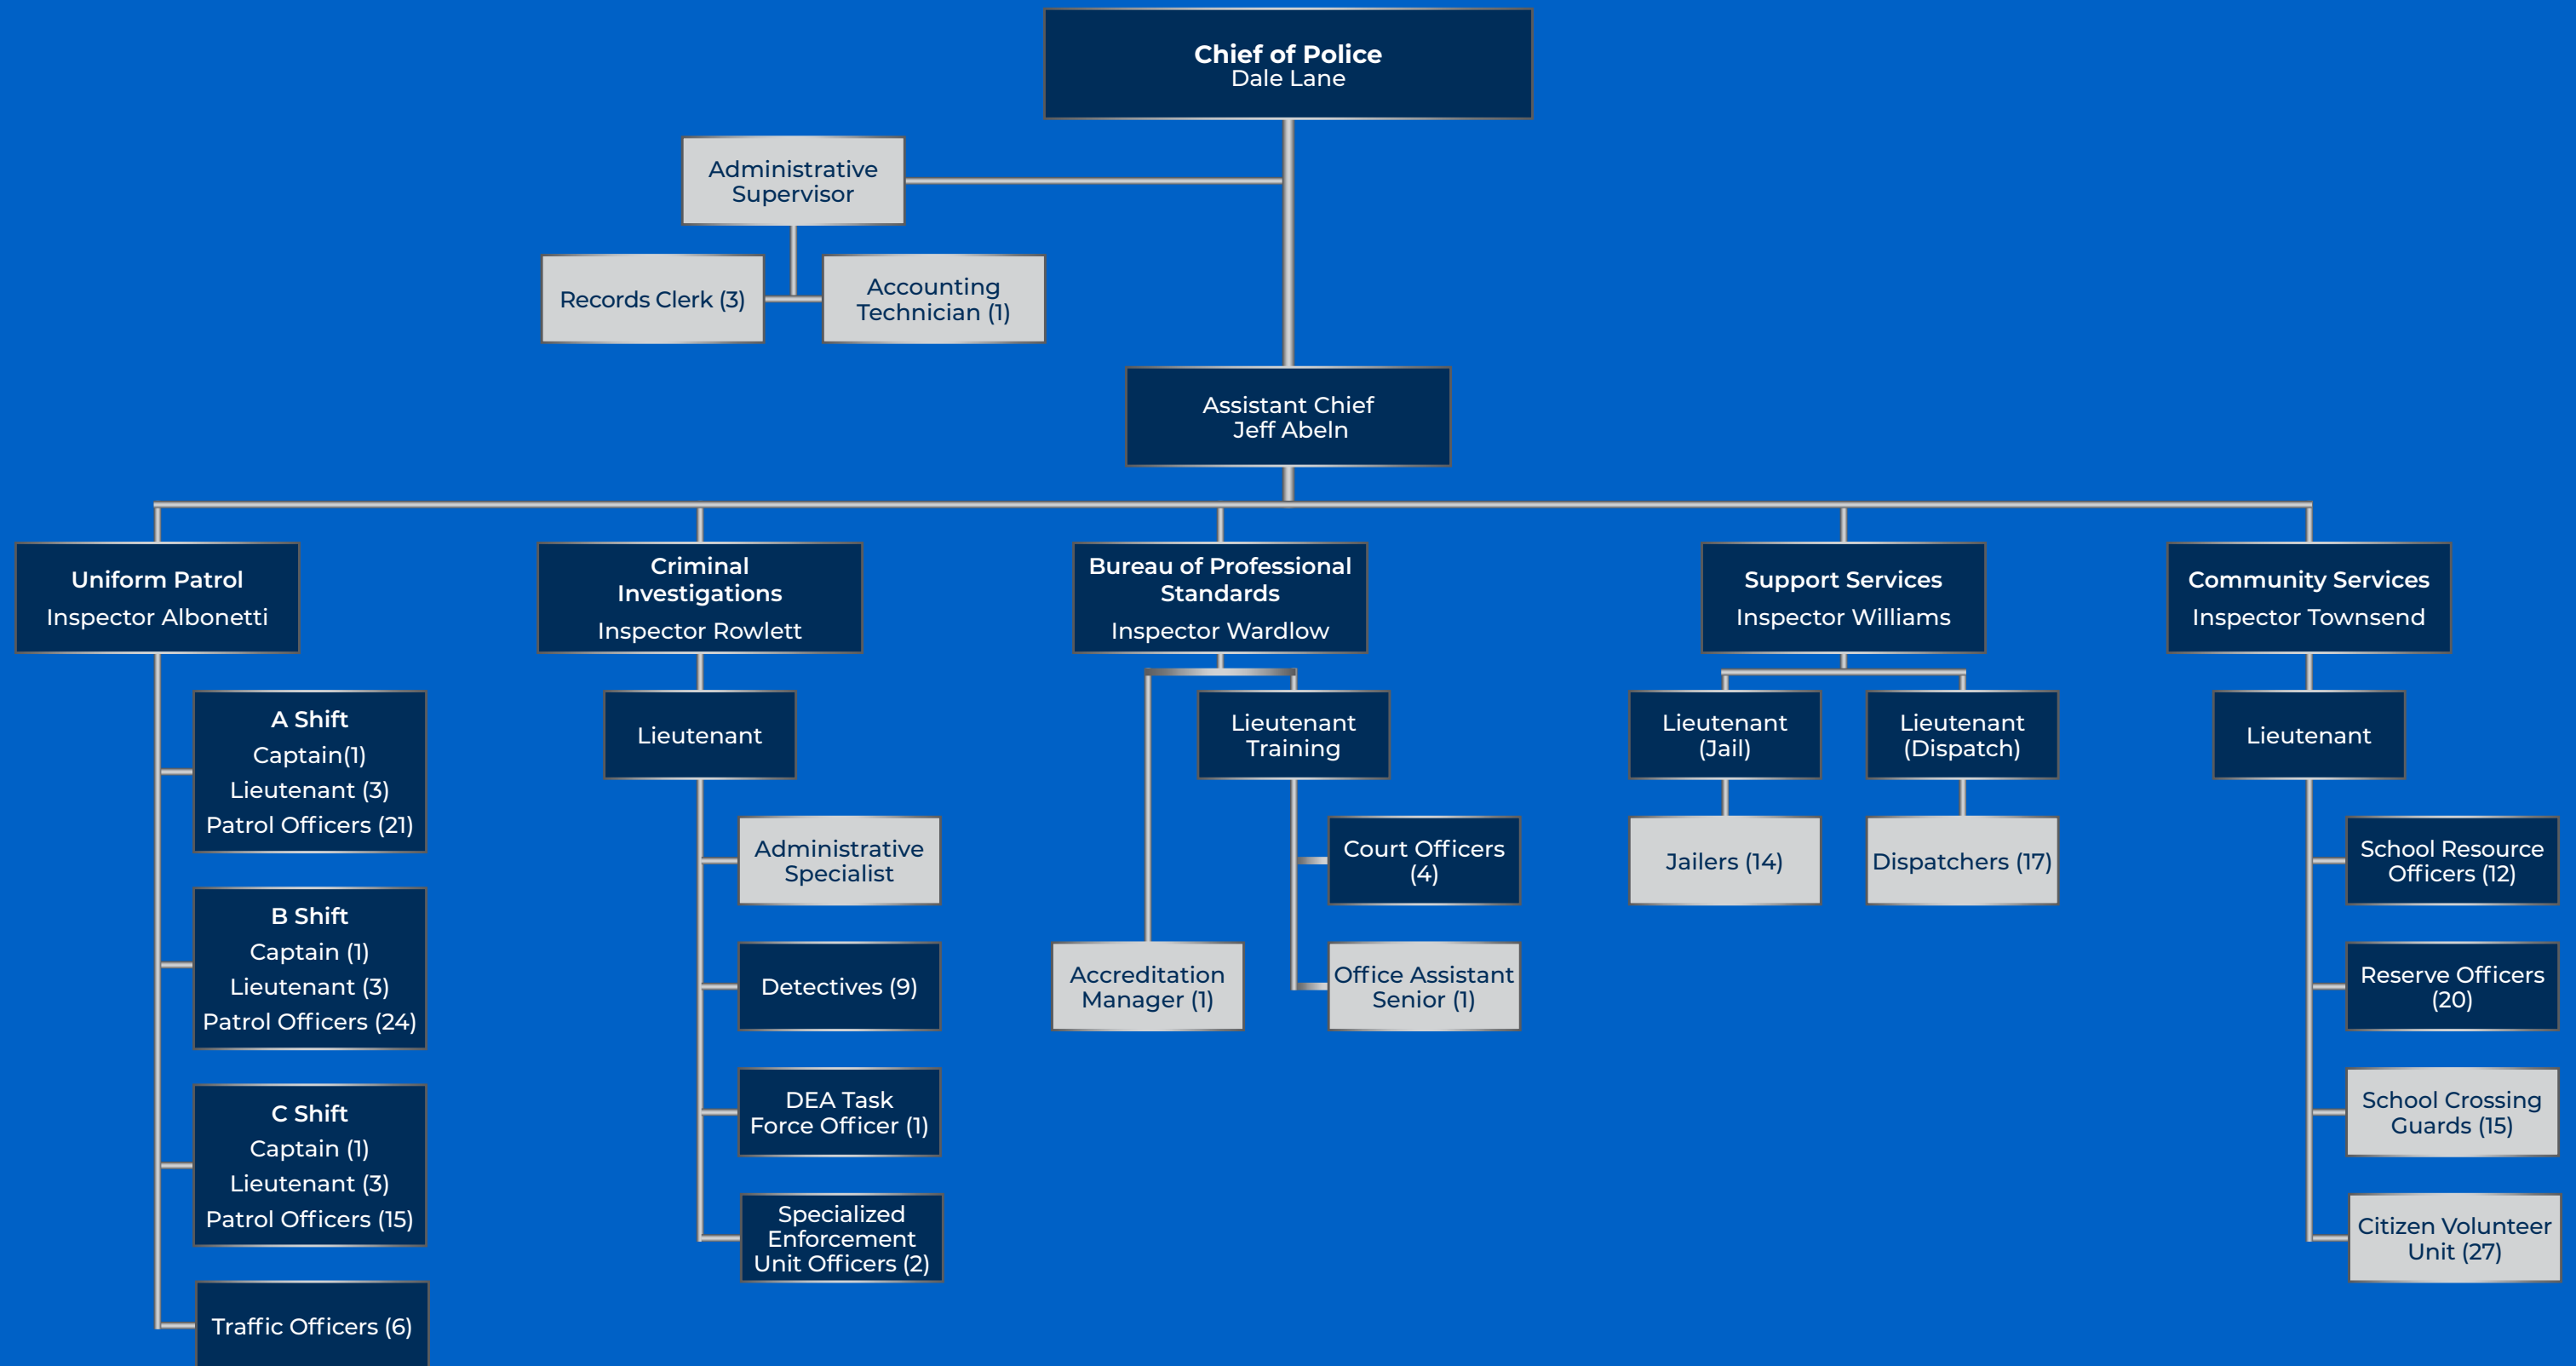 Chief of Police
Dale Lane
Administrative
Supervisor
Records Clerk (3)
Accounting
Technician (1)
Assistant Chief
Jeff Abeln
Uniform Patrol
Inspector Albonetti
A Shift
Captain(1)
Lieutenant (3)
Patrol Officers (21)
B Shift
Captain (1)
Lieutenant (3)
Patrol Officers (24)
C Shift
Captain (1)
Lieutenant (3)
Patrol Officers (15)
Traffic Officers (6)
Criminal
Investigations
Inspector Rowlett
Lieutenant
Administrative
Specialist
Detectives (9)
DEA Task
Force Officer (1)
Specialized
Enforcement
Unit Officers (2)
Bureau of Professional
Standards
Inspector Wardlow
Accreditation
Manager (1)
Lieutenant
Training
Court Officers
(4)
Office Assistant
Senior (1)
Support Services
Inspector Williams
Lieutenant
(Jail)
Jailers (14)
Lieutenant
(Dispatch)
Dispatchers (17)
Community Services
Inspector Townsend
Lieutenant
School Resource
Officers (12)
Reserve Officers
(20)
School Crossing
Guards (15)
Citizen Volunteer
Unit (27)